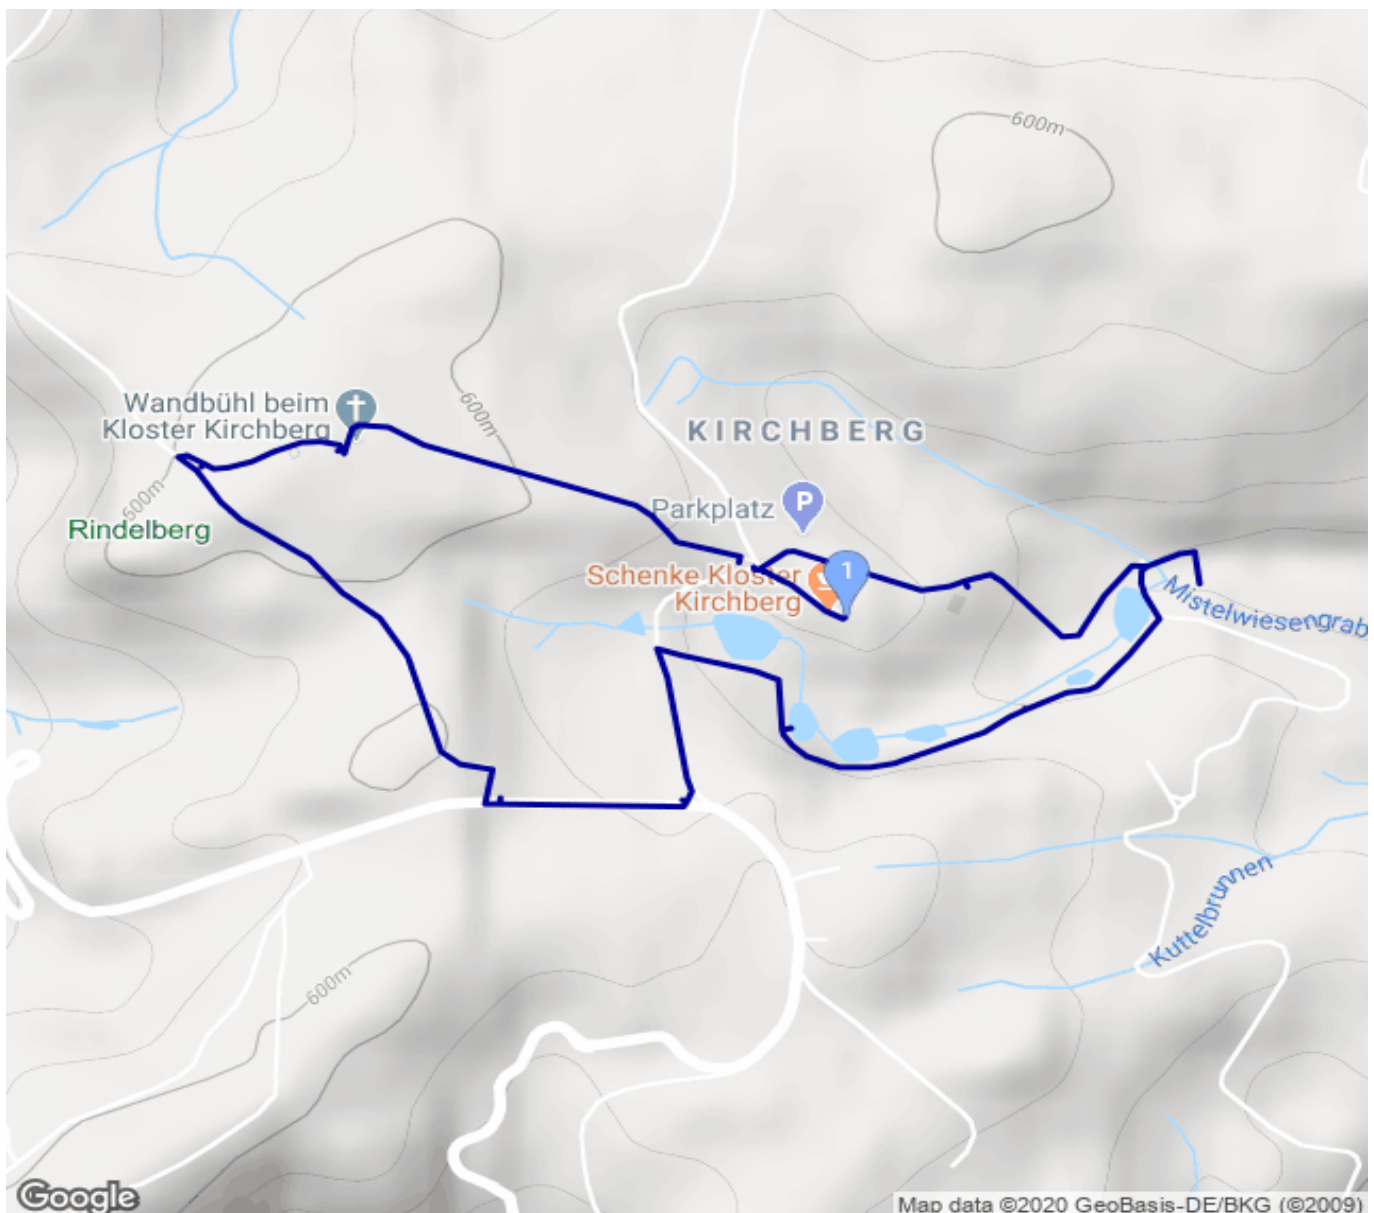 600m
Wandbühl beim
Kloster Kirchberg
600m
KIRCHBERG
600m
Parkplatz
P
Rindelberg
Schenke Kloster
Kirchberg
1
Mistelwiesengrab
Kuttelbrunnen
600m
Google
Map data ©2020 GeoBasis-DE/BKG (©2009)